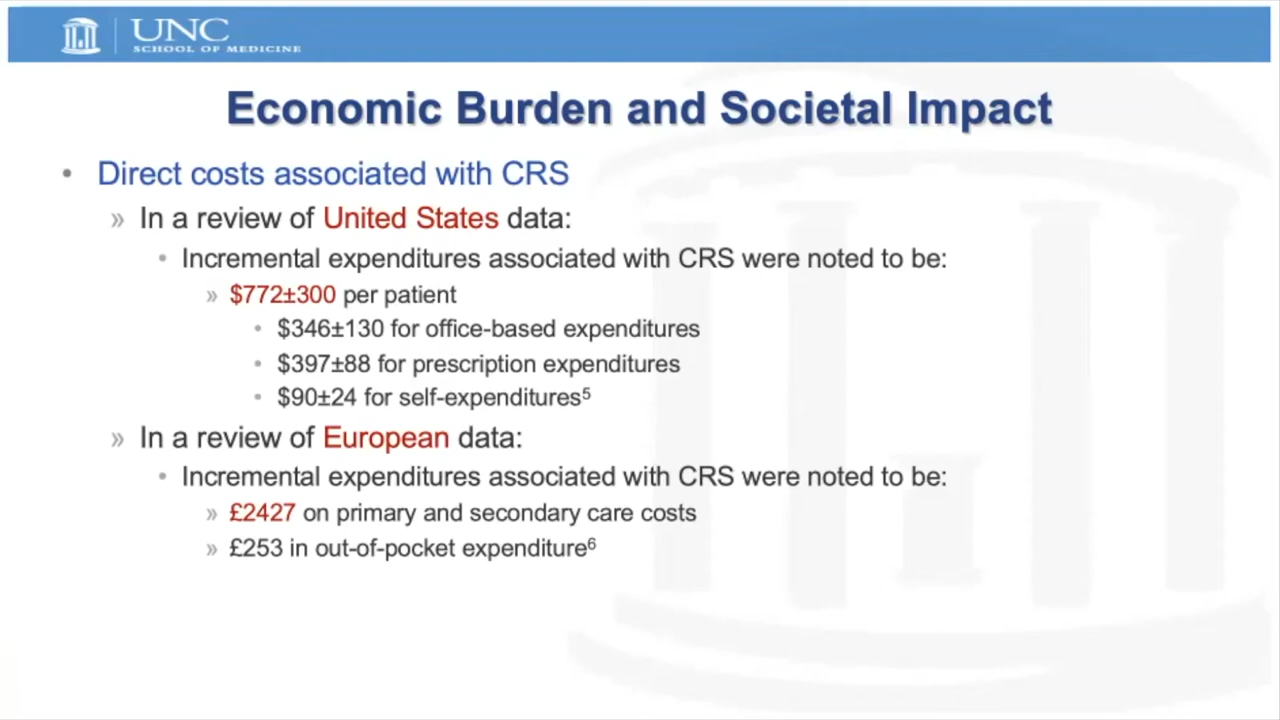 UNC
SCHOOL OF MEDICINE
Economic Burden and Societal Impact
• Direct costs associated with CRS
» In a review of United States data:
• Incremental expenditures associated with CRS were noted to be:
» $772±300 per patient
• $346±130 for office-based expenditures
• $397±88 for prescription expenditures
• $90±24 for self-expenditures⁵
» In a review of European data:
• Incremental expenditures associated with CRS were noted to be:
» £2427 on primary and secondary care costs
» £253 in out-of-pocket expenditure⁶